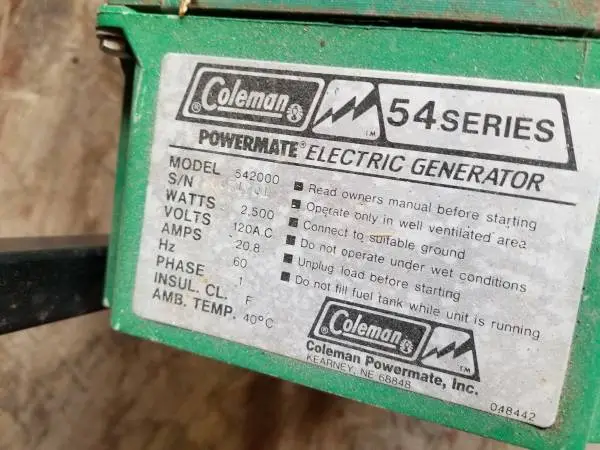 Coleman
TM
54 SERIES
POWERMATE® ELECTRIC GENERATOR
MODEL 542000
S/N
WATTS 2,500
VOLTS 120A.C.
AMPS 20.8
Hz 60
PHASE 1
INSUL. CL. F
AMB. TEMP. 40°C
■ Read owners manual before starting
■ Operate only in well ventilated area
■ Connect to suitable ground
■ Do not operate under wet conditions
■ Unplug load before starting
■ Do not fill fuel tank while unit is running
Coleman
TM
Coleman Powermate, Inc.
KEARNEY, NE 68848
048442